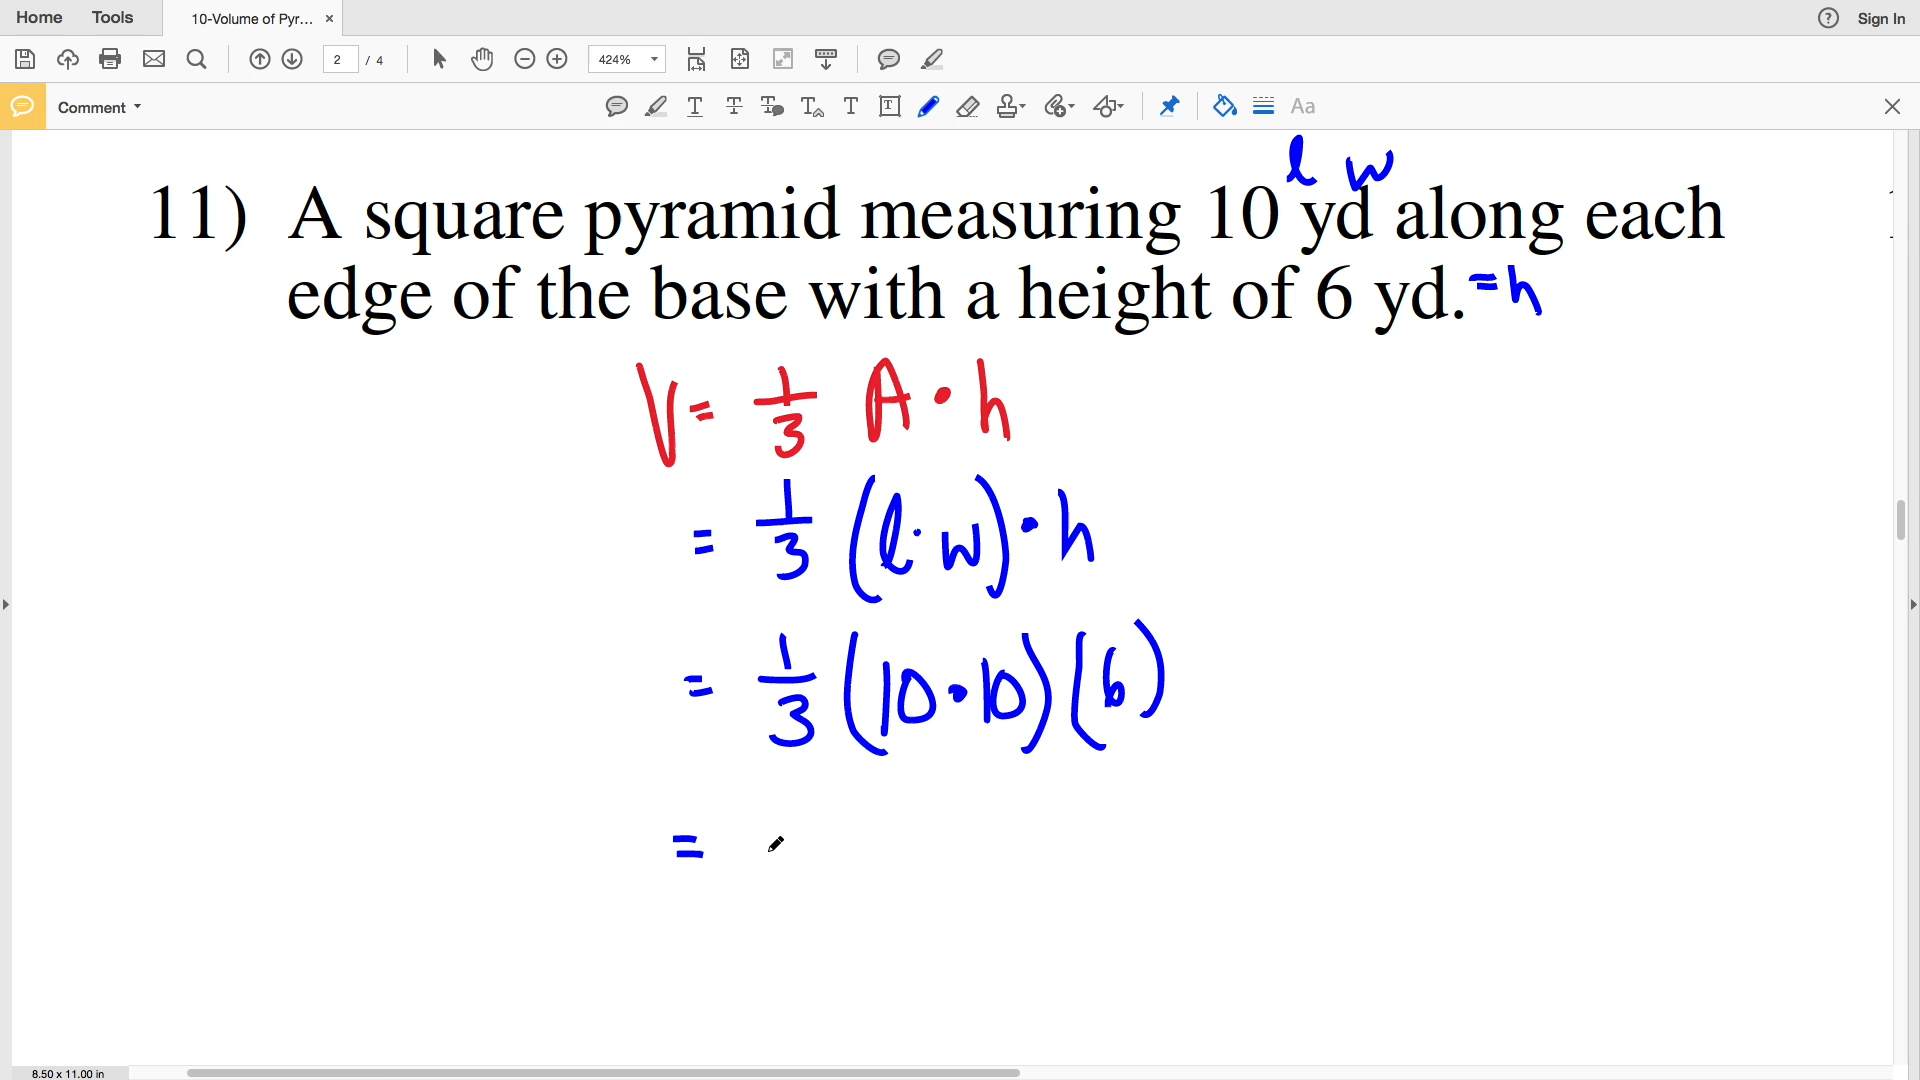 Home Tools 10-Volume of Pyr... × ? Sign In
2 / 4 424%
Comment T T T T T T Aa
l w
11) A square pyramid measuring 10 yd along each
edge of the base with a height of 6 yd. = h
V = 1/3 A • h
= 1/3 (l · w) • h
= 1/3 (10 • 10)(6)
=
8.50 x 11.00 in